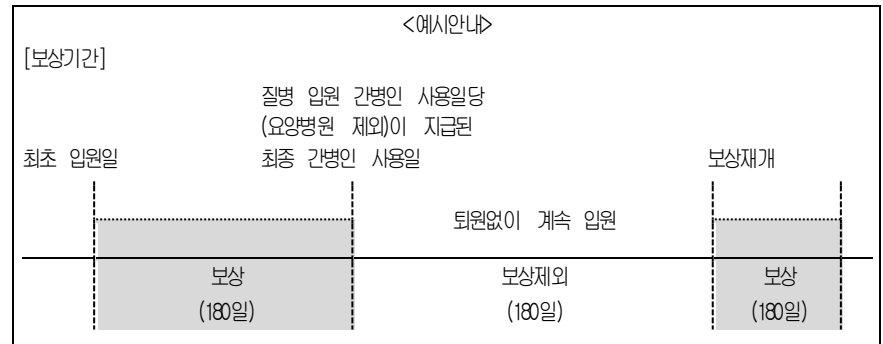 <예시안내>
[보상기간]
질병 입원 간병인 사용일당
(요양병원 제외)이 지급된
최초 입원일 최종 간병인 사용일 보상재개
퇴원없이 계속 입원
보상 보상제외 보상
(180일) (180일) (180일)